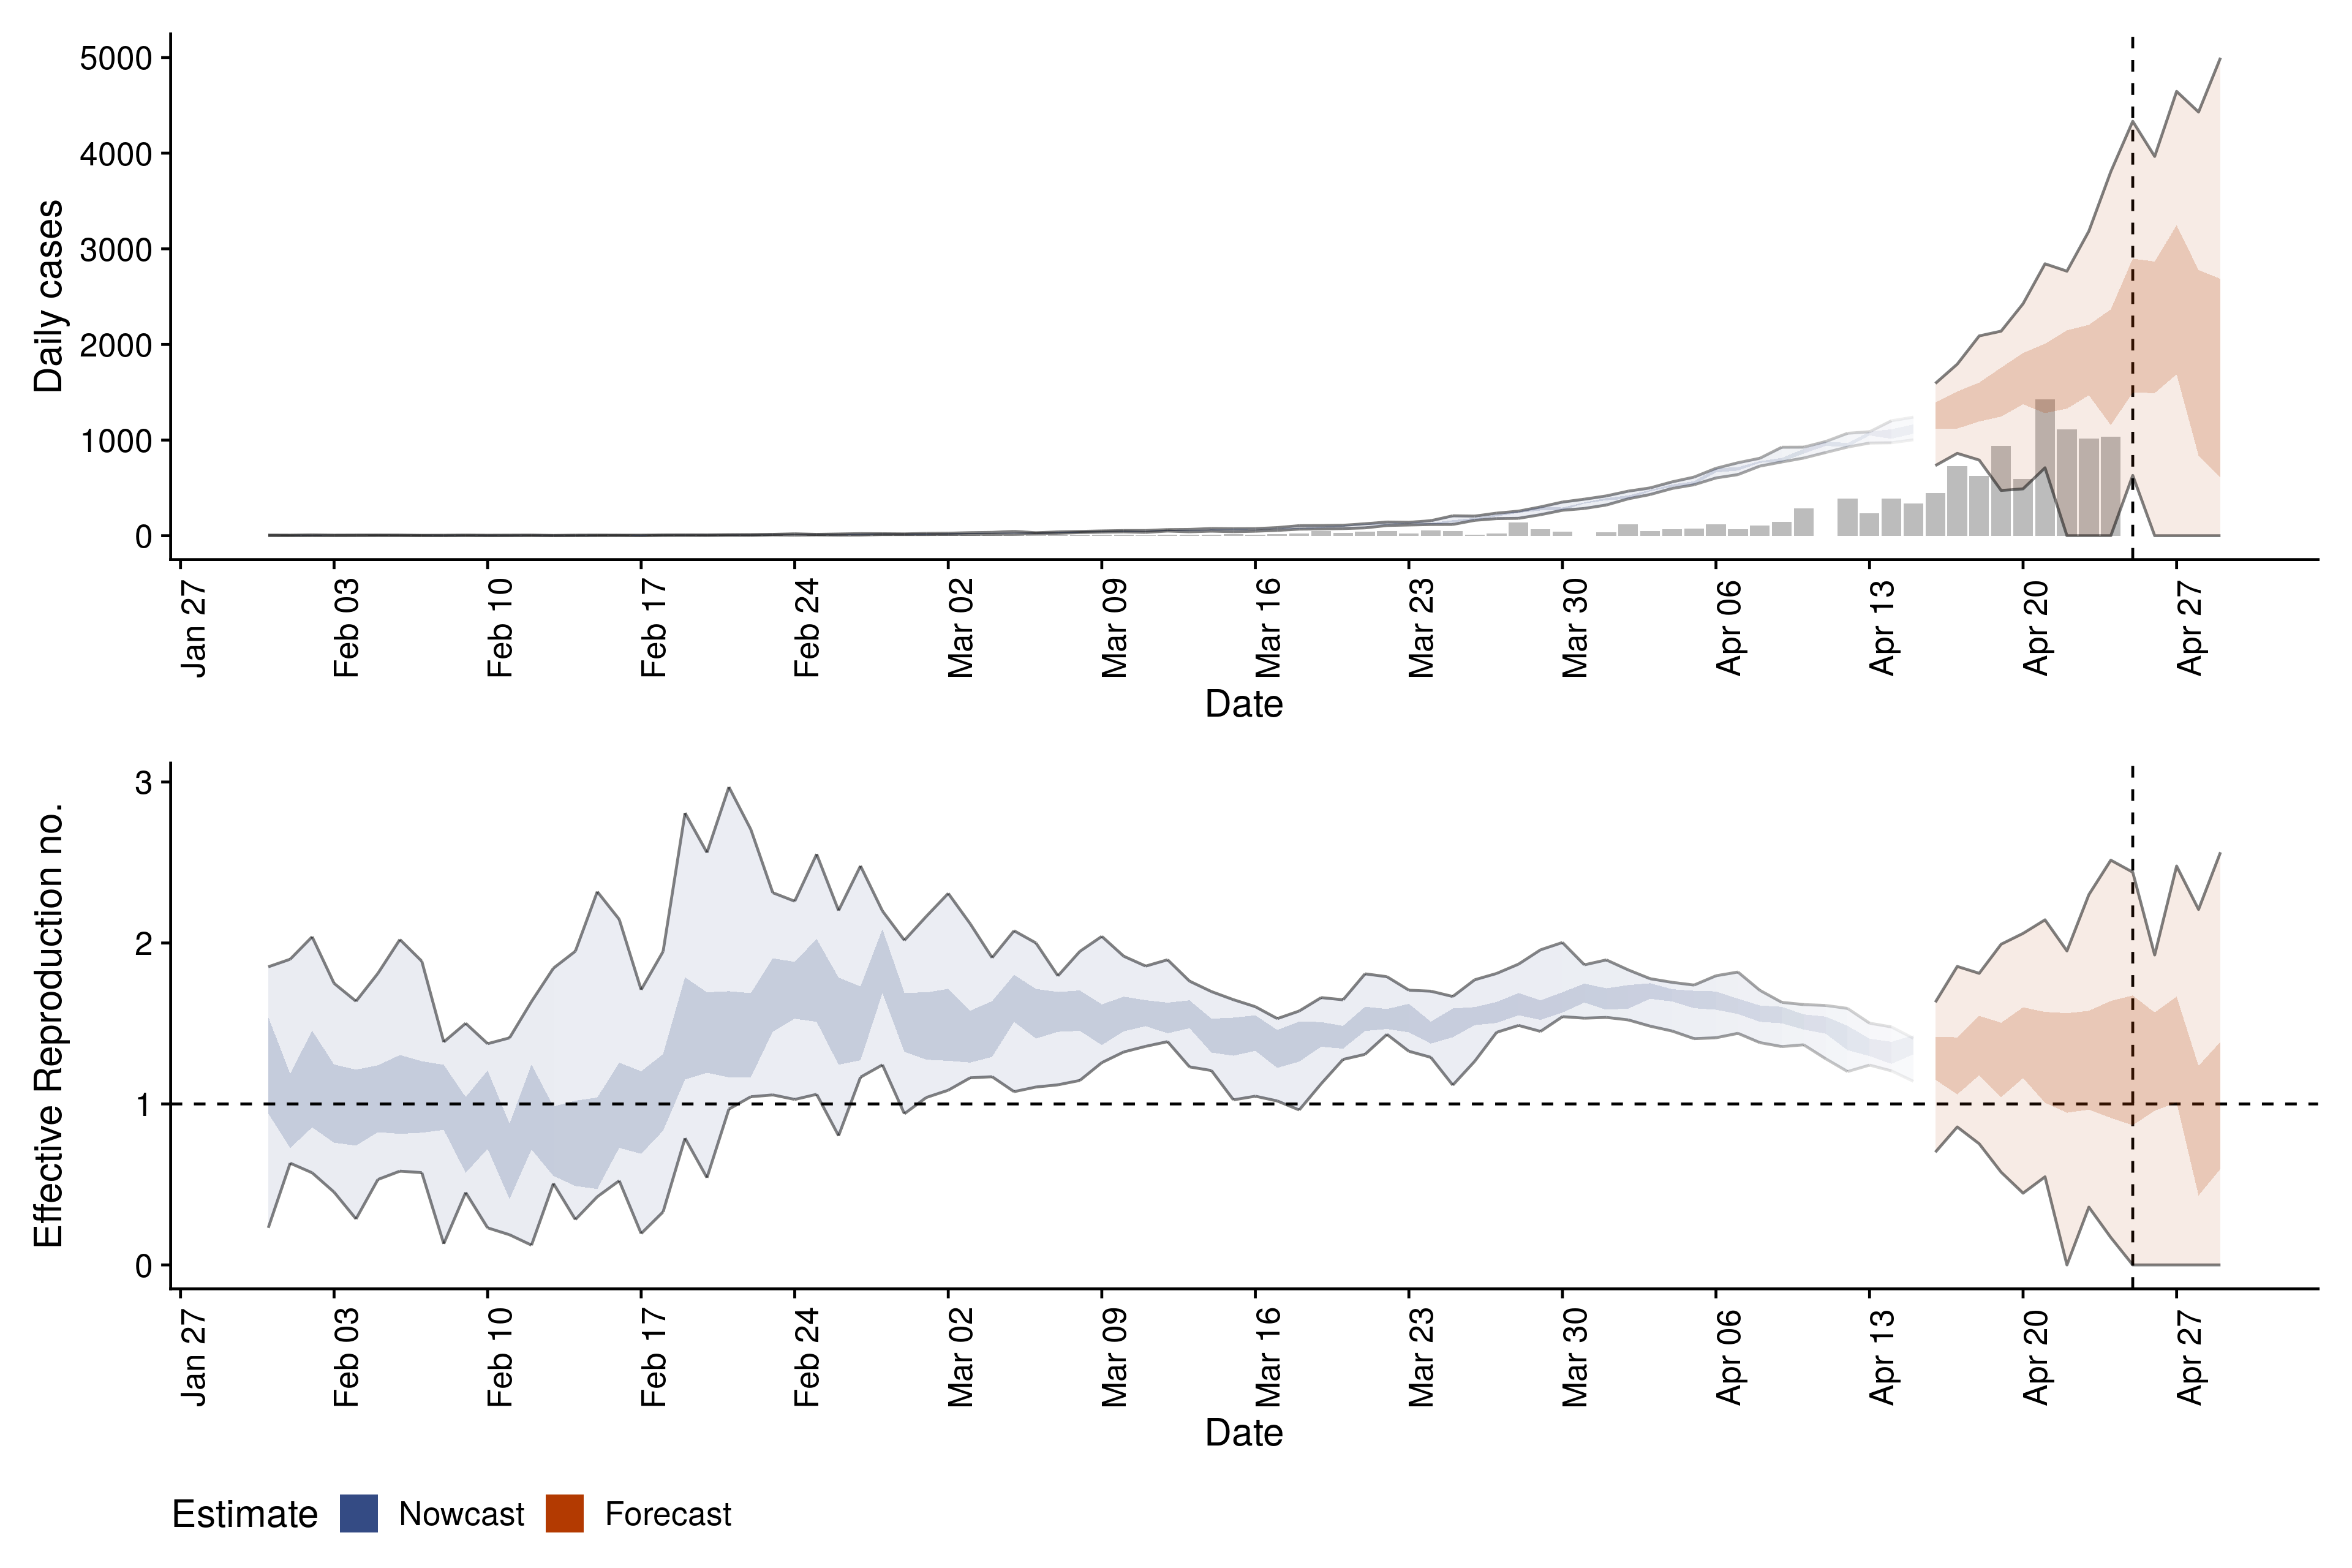 Daily cases
5000
4000
3000
2000
1000
0
Jan 27
Feb 03
Feb 10
Feb 17
Feb 24
Mar 02
Mar 09
Mar 16
Mar 23
Mar 30
Apr 06
Apr 13
Apr 20
Apr 27
Date
Effective Reproduction no.
3
2
1
0
Jan 27
Feb 03
Feb 10
Feb 17
Feb 24
Mar 02
Mar 09
Mar 16
Mar 23
Mar 30
Apr 06
Apr 13
Apr 20
Apr 27
Date
Estimate Nowcast Forecast